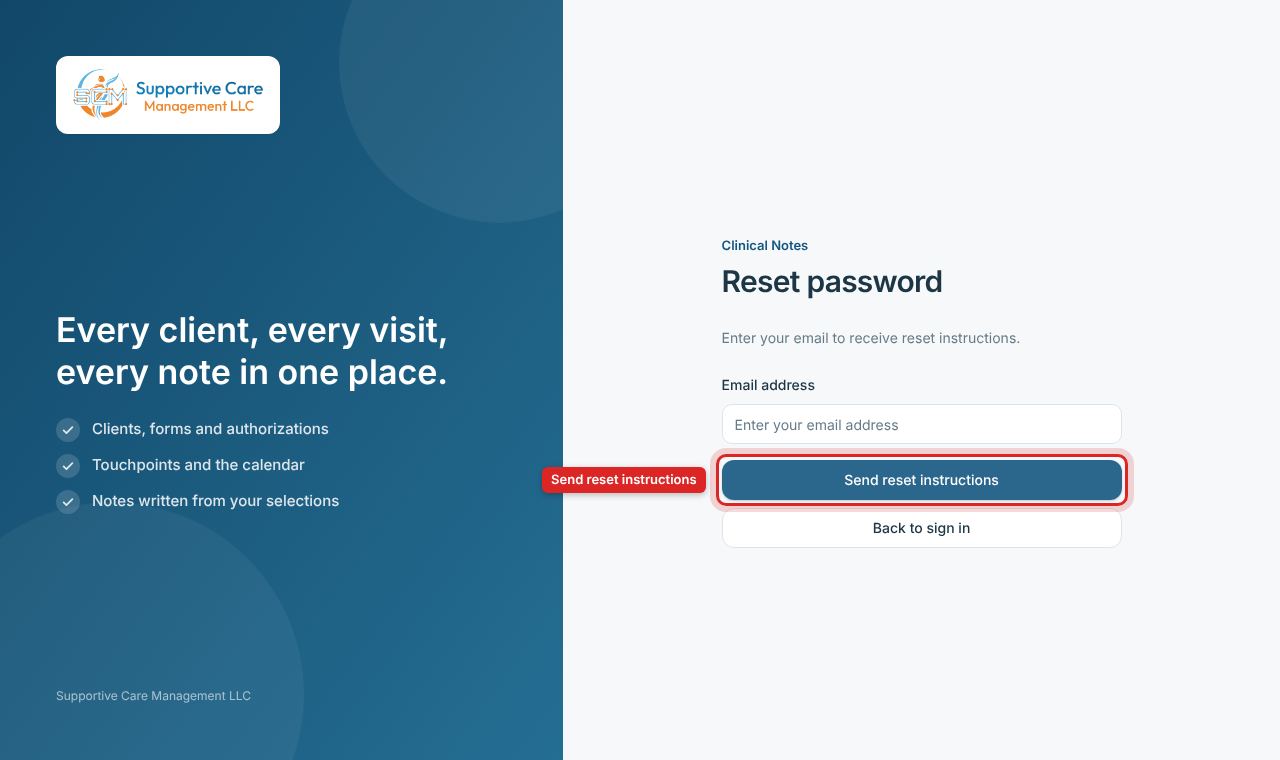 SCM
Supportive Care
Management LLC
Every client, every visit,
every note in one place.
Clients, forms and authorizations
Touchpoints and the calendar
Notes written from your selections
Supportive Care Management LLC
Clinical Notes
Reset password
Enter your email to receive reset instructions.
Email address
Enter your email address
Send reset instructions
Send reset instructions
Back to sign in